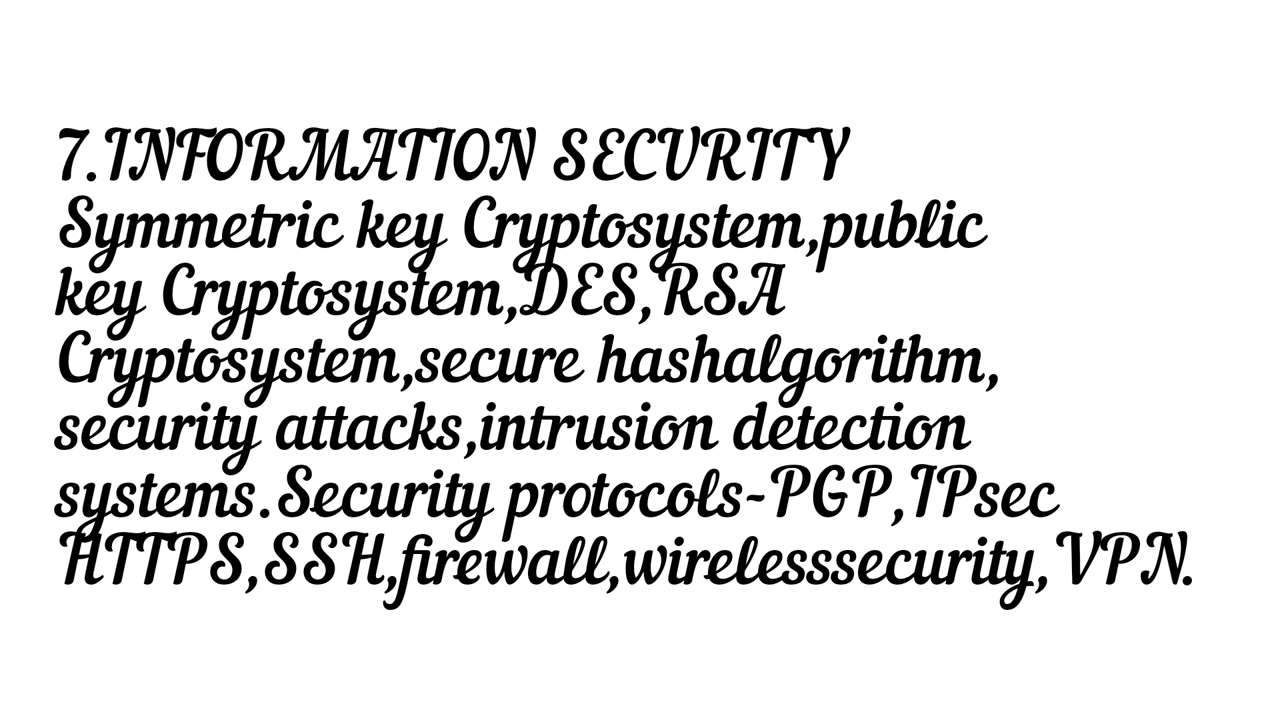 7.INFORMATION SECURITY
Symmetric key Cryptosystem,public
key Cryptosystem,DES,RSA
Cryptosystem,secure hashalgorithm,
security attacks,intrusion detection
systems.Security protocols-PGP,IPsec
HTTPS,SSH,firewall,wirelesssecurity,VPN.